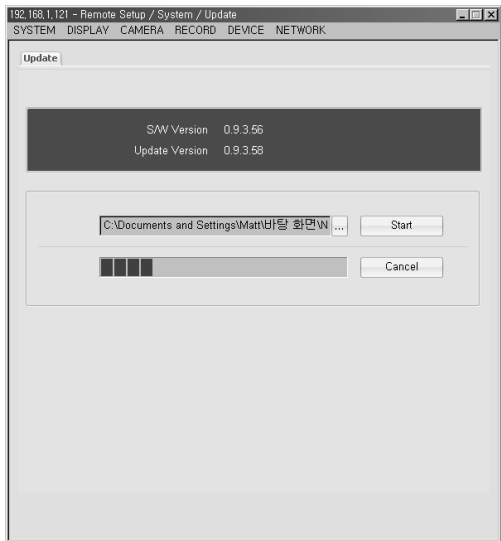 192,168,1,121 - Remote Setup / System / Update
SYSTEM DISPLAY CAMERA RECORD DEVICE NETWORK
Update
S/W Version 0.9.3.56
Update Version 0.9.3.58
C:\Documents and Settings\Matt\바탕 화면\N ... Start
Cancel